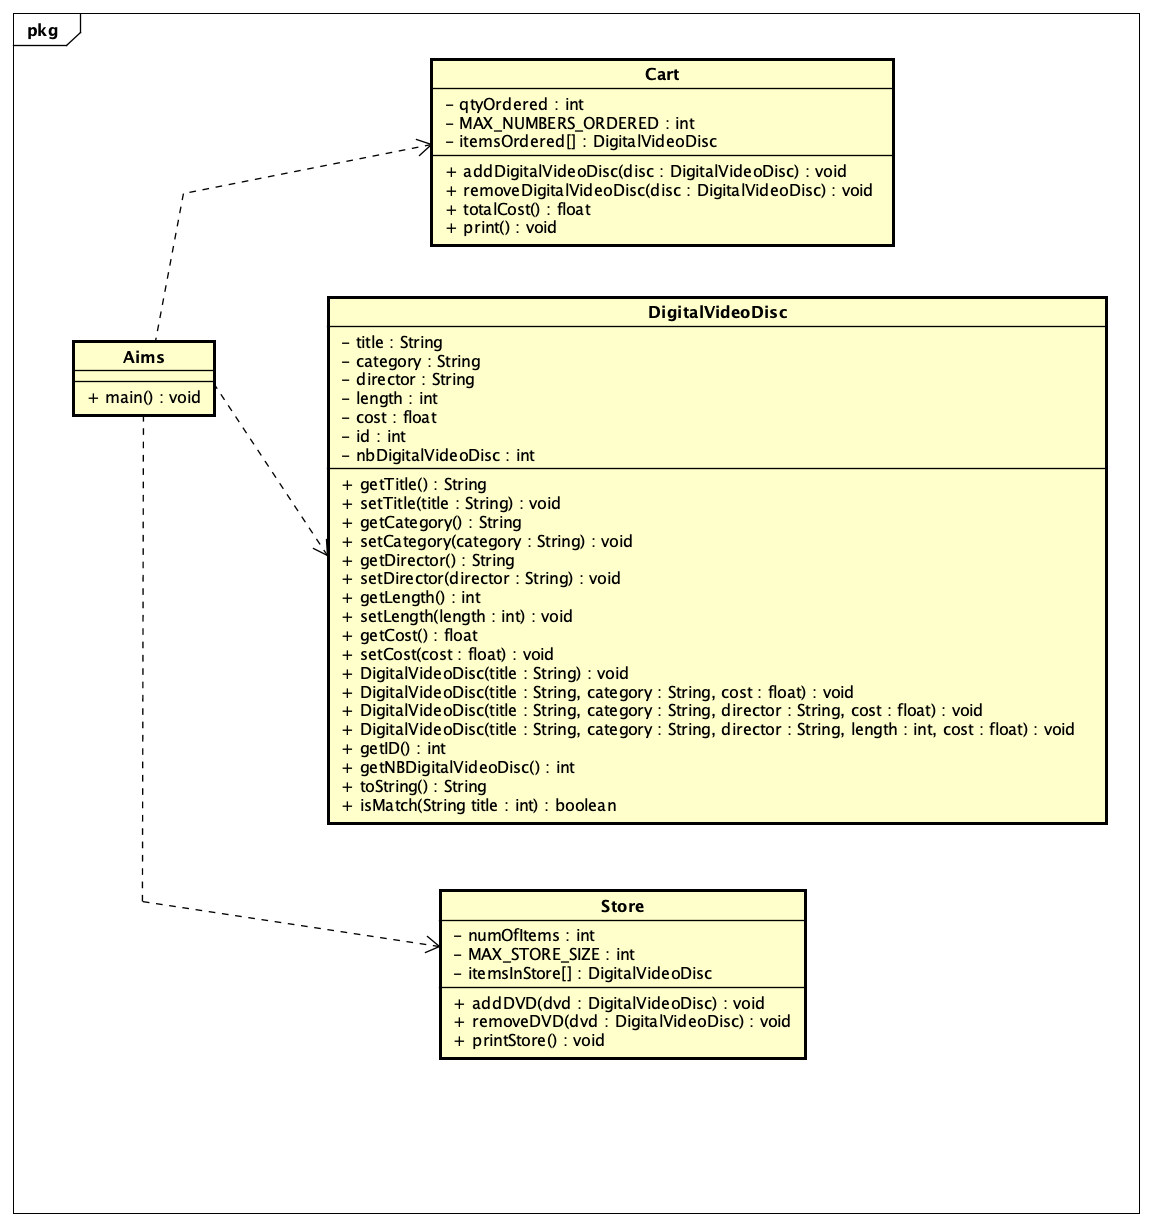 pkg
Cart
- qtyOrdered : int
- MAX_NUMBERS_ORDERED : int
- itemsOrdered[] : DigitalVideoDisc
+ addDigitalVideoDisc(disc : DigitalVideoDisc) : void
+ removeDigitalVideoDisc(disc : DigitalVideoDisc) : void
+ totalCost() : float
+ print() : void
Aims
+ main() : void
DigitalVideoDisc
- title : String
- category : String
- director : String
- length : int
- cost : float
- id : int
- nbDigitalVideoDisc : int
+ getTitle() : String
+ setTitle(title : String) : void
+ getCategory() : String
+ setCategory(category : String) : void
+ getDirector() : String
+ setDirector(director : String) : void
+ getLength() : int
+ setLength(length : int) : void
+ getCost() : float
+ setCost(cost : float) : void
+ DigitalVideoDisc(title : String) : void
+ DigitalVideoDisc(title : String, category : String, cost : float) : void
+ DigitalVideoDisc(title : String, category : String, director : String, cost : float) : void
+ DigitalVideoDisc(title : String, category : String, director : String, length : int, cost : float) : void
+ getID() : int
+ getNBDigitalVideoDisc() : int
+ toString() : String
+ isMatch(String title : int) : boolean
Store
- numOfItems : int
- MAX_STORE_SIZE : int
- itemsInStore[] : DigitalVideoDisc
+ addDVD(dvd : DigitalVideoDisc) : void
+ removeDVD(dvd : DigitalVideoDisc) : void
+ printStore() : void